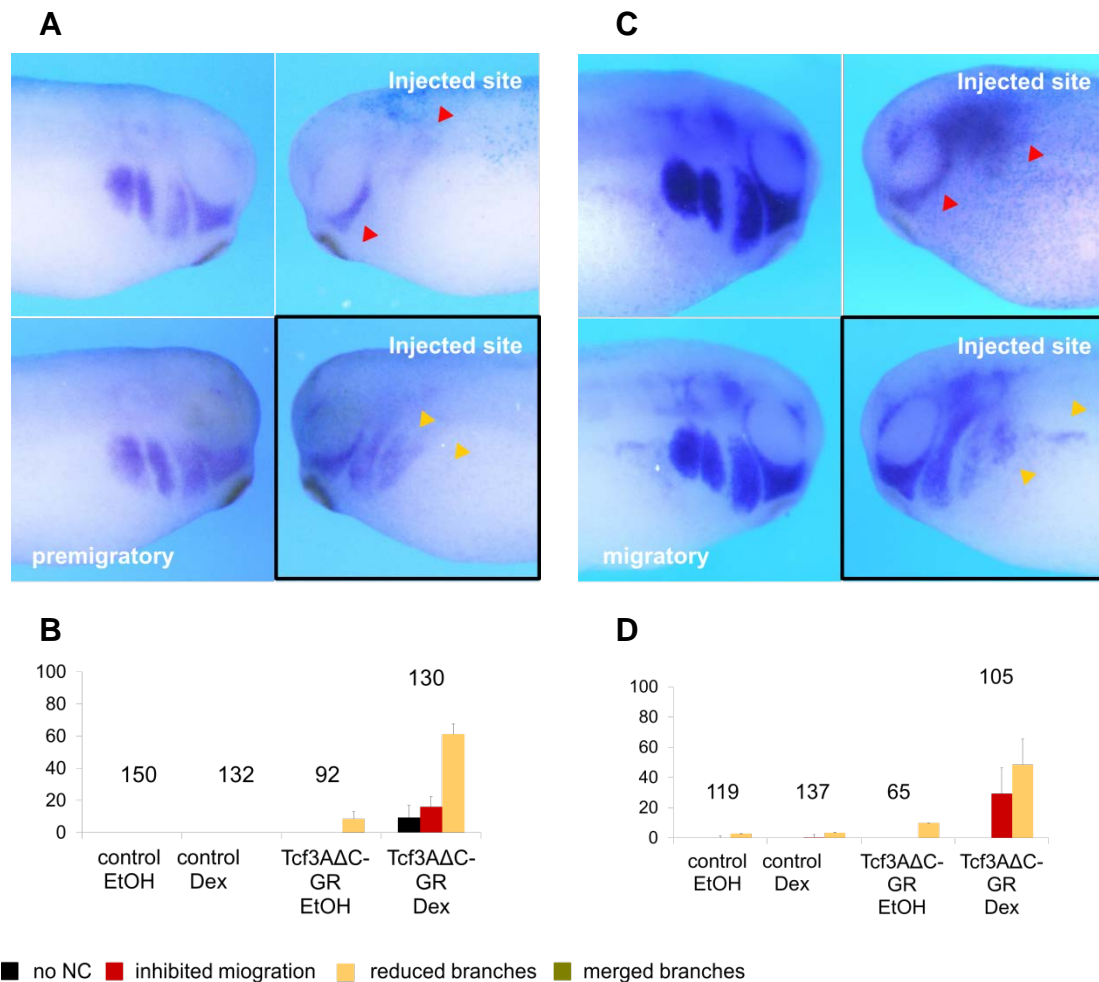 A
C
Injected site
Injected site
Injected site
Injected site
premigratory
migratory
B
D
100
80
60
40
20
0
150
132
92
130
control
EtOH
control
Dex
Tcf3AΔC-
GR
EtOH
Tcf3AΔC-
GR
Dex
100
80
60
40
20
0
119
137
65
105
control
EtOH
control
Dex
Tcf3AΔC-
GR
EtOH
Tcf3AΔC-
GR
Dex
no NC inhibited miogration reduced branches merged branches